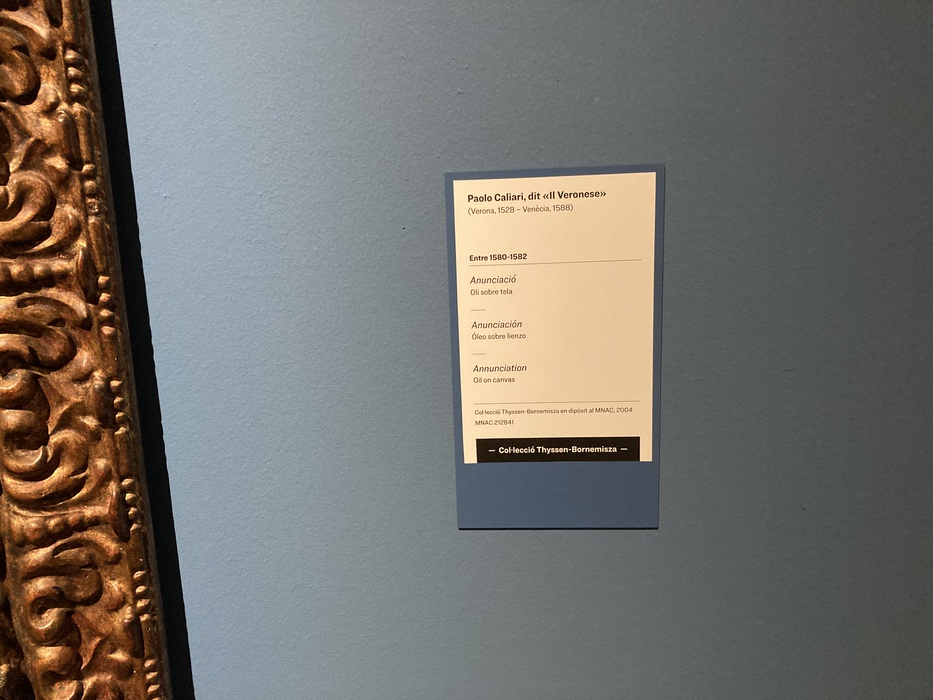 Paolo Caliari, dit «Il Veronese»
(Verona, 1528 – Venècia, 1588)
Entre 1580-1582
Anunciació
Oli sobre tela
Anunciación
Óleo sobre lienzo
Annunciation
Oil on canvas
Col·lecció Thyssen-Bornemisza en dipòsit al MNAC, 2004
MNAC 212841
— Col·lecció Thyssen-Bornemisza —